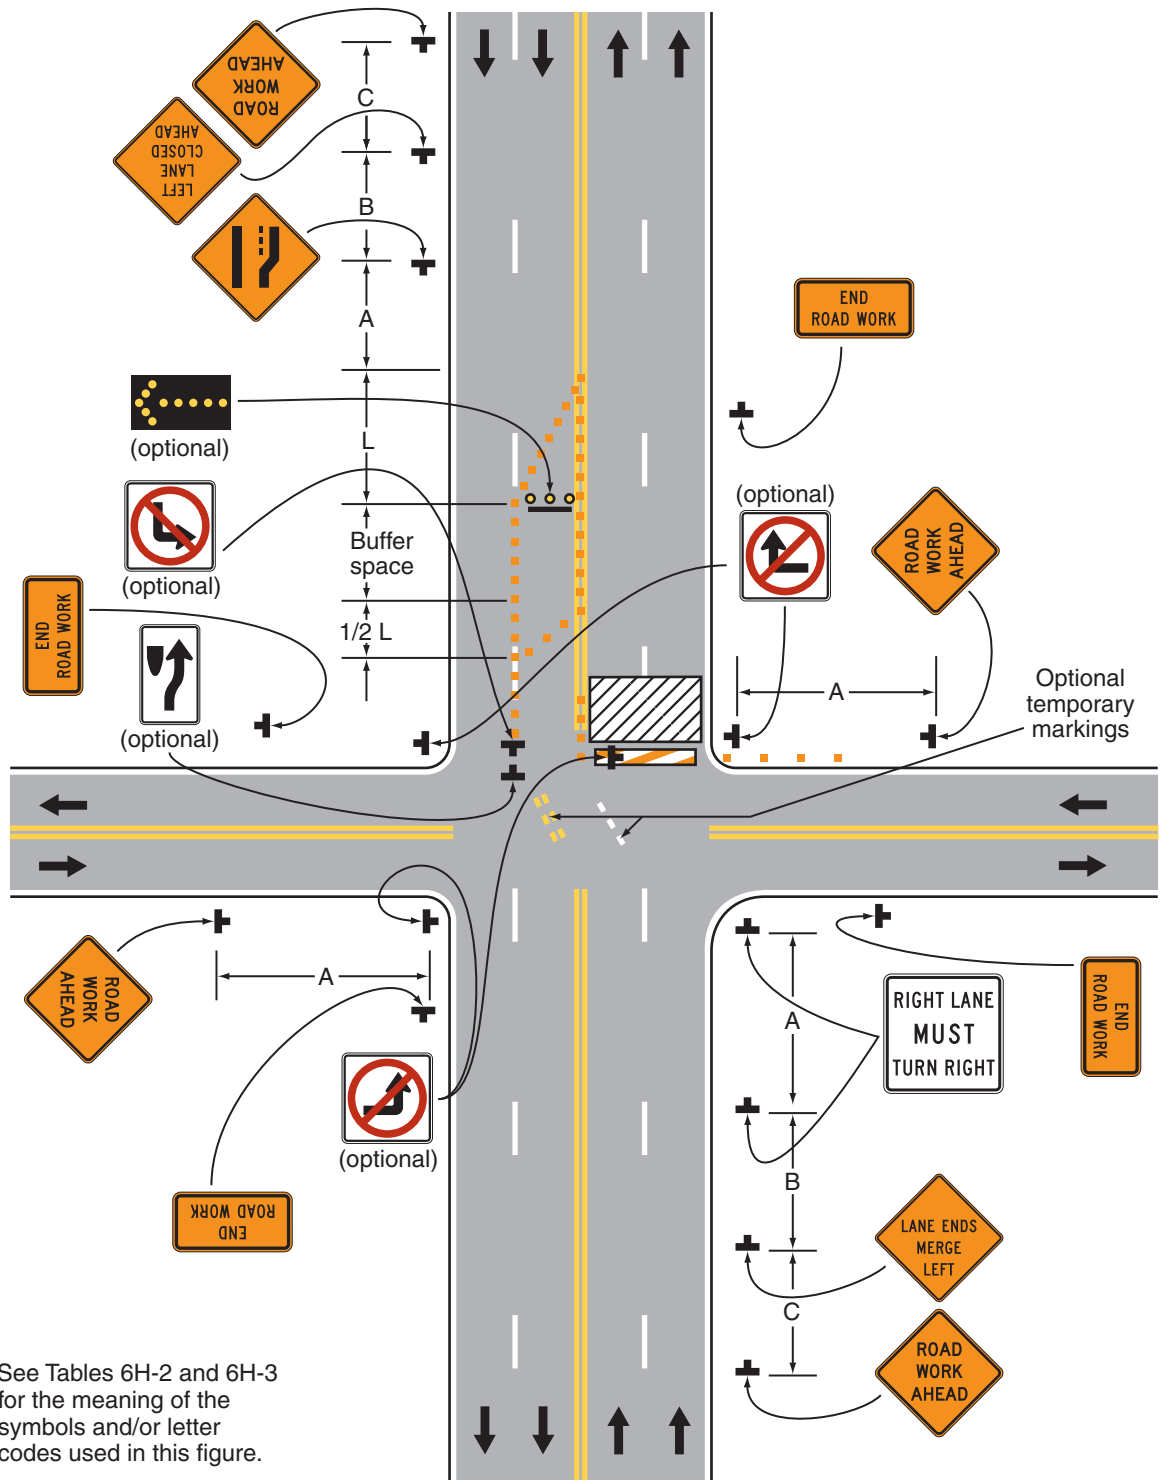 ROAD
WORK
AHEAD
LEFT
LANE
CLOSED
AHEAD
C
B
A
L
(optional)
(optional)
Buffer
space
1/2 L
END
ROAD WORK
(optional)
END
ROAD WORK
(optional)
ROAD
WORK
AHEAD
A
Optional
temporary
markings
ROAD
WORK
AHEAD
A
(optional)
END
ROAD WORK
A
RIGHT LANE
MUST
TURN RIGHT
END
ROAD WORK
B
LANE ENDS
MERGE
LEFT
C
ROAD
WORK
AHEAD
See Tables 6H-2 and 6H-3
for the meaning of the
symbols and/or letter
codes used in this figure.